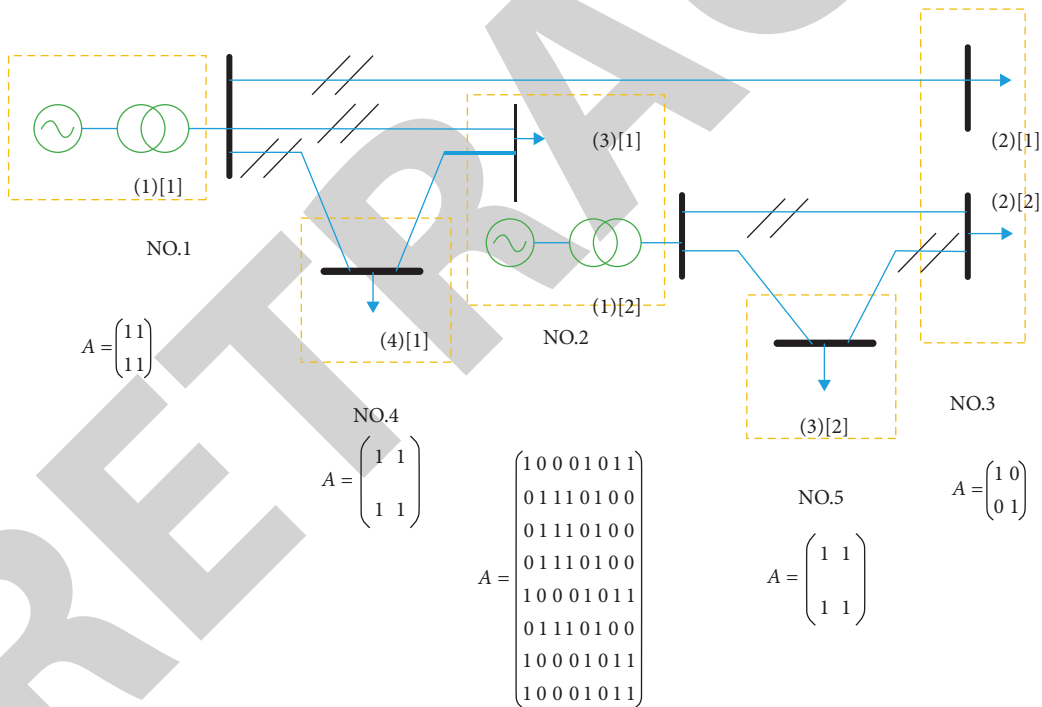 (1)[1]
NO.1
A = (1 1
1 1)
(3)[1]
(1)[2]
NO.2
(4)[1]
NO.4
A = (1 1
1 1)
(2)[1]
(2)[2]
NO.3
A = (1 0
0 1)
(3)[2]
NO.5
A = (1 1
1 1)
A = (1 0 0 0 1 0 1 1
0 1 1 1 0 1 0 0
0 1 1 1 0 1 0 0
0 1 1 1 0 1 0 0
1 0 0 0 1 0 1 1
0 1 1 1 0 1 0 0
1 0 0 0 1 0 1 1
1 0 0 0 1 0 1 1)